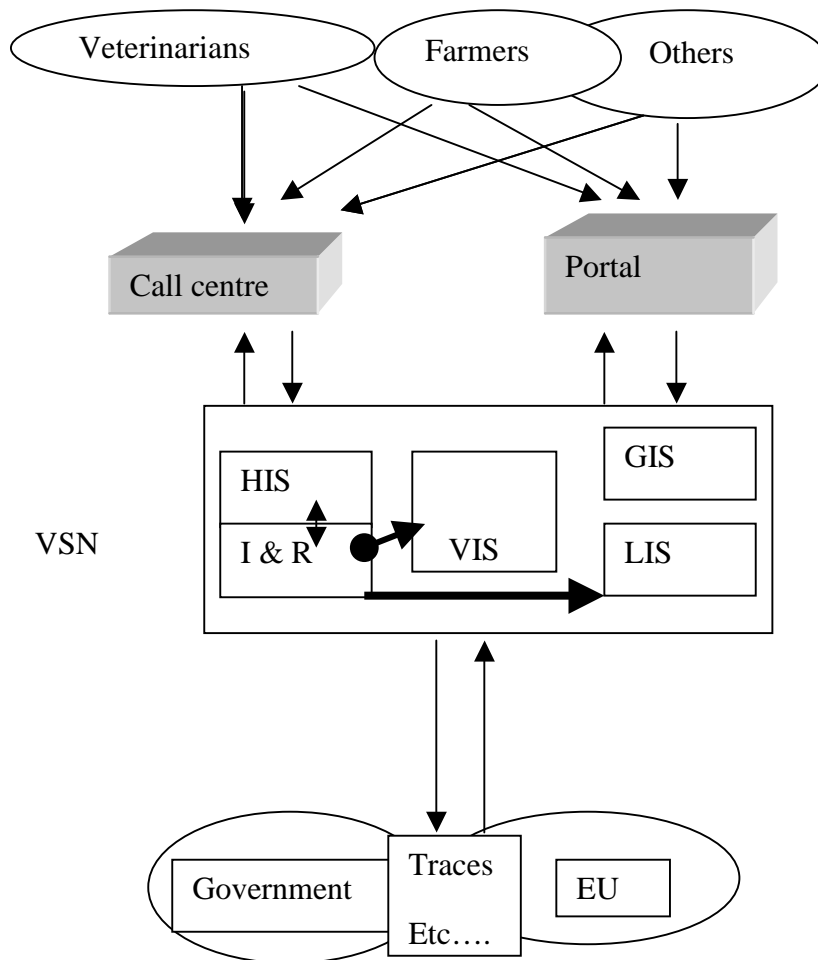 Veterinarians
Farmers
Others
Call centre
Portal
HIS
GIS
VSN
I & R
VIS
LIS
Government
Traces
EU
Etc….